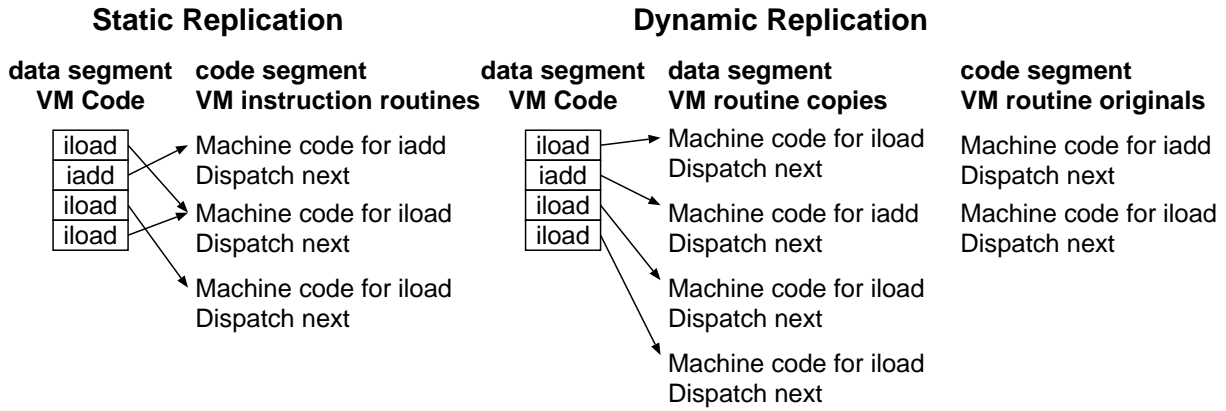 Static Replication
data segment
VM Code
code segment
VM instruction routines
iload
iadd
iload
iload
Machine code for iadd
Dispatch next
Machine code for iload
Dispatch next
Machine code for iload
Dispatch next
Dynamic Replication
data segment
VM Code
data segment
VM routine copies
code segment
VM routine originals
iload
iadd
iload
iload
Machine code for iload
Dispatch next
Machine code for iadd
Dispatch next
Machine code for iload
Dispatch next
Machine code for iload
Dispatch next
Machine code for iadd
Dispatch next
Machine code for iload
Dispatch next